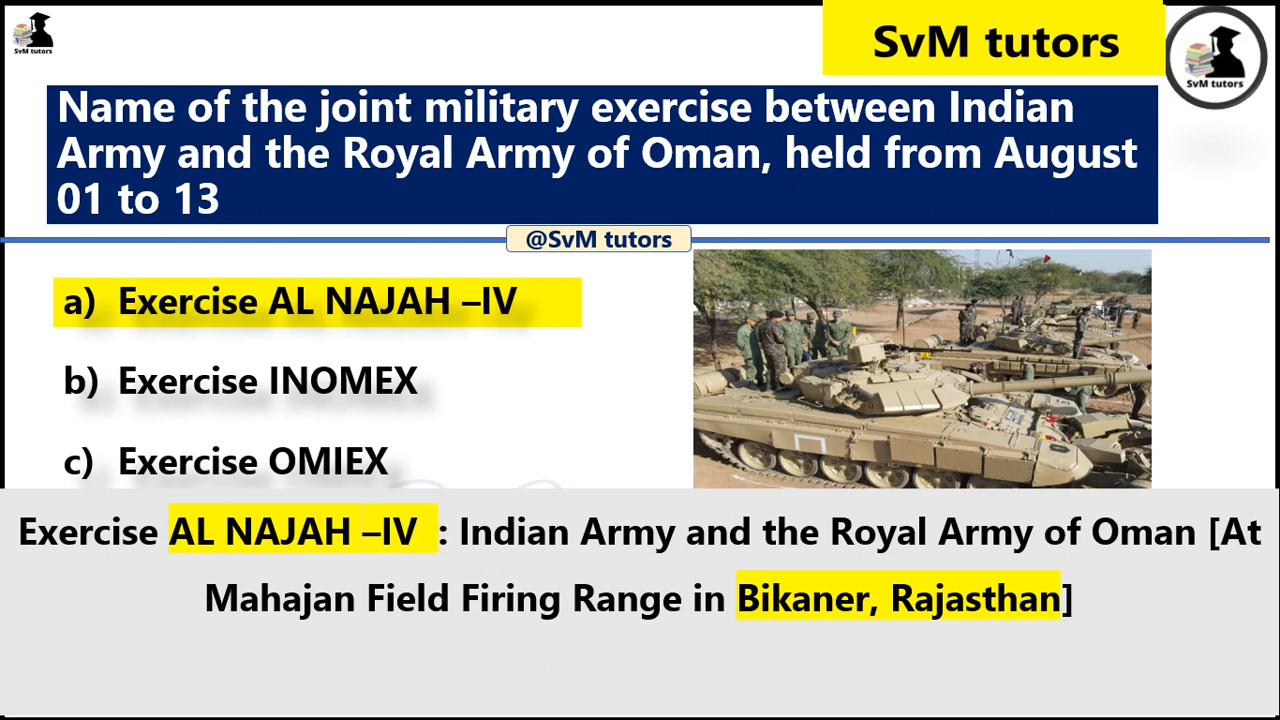 SvM tutors
SvM tutors
SvM tutors
Name of the joint military exercise between Indian
Army and the Royal Army of Oman, held from August
01 to 13
@SvM tutors
a) Exercise AL NAJAH –IV
b) Exercise INOMEX
c) Exercise OMIEX
Exercise AL NAJAH –IV : Indian Army and the Royal Army of Oman [At
Mahajan Field Firing Range in Bikaner, Rajasthan]